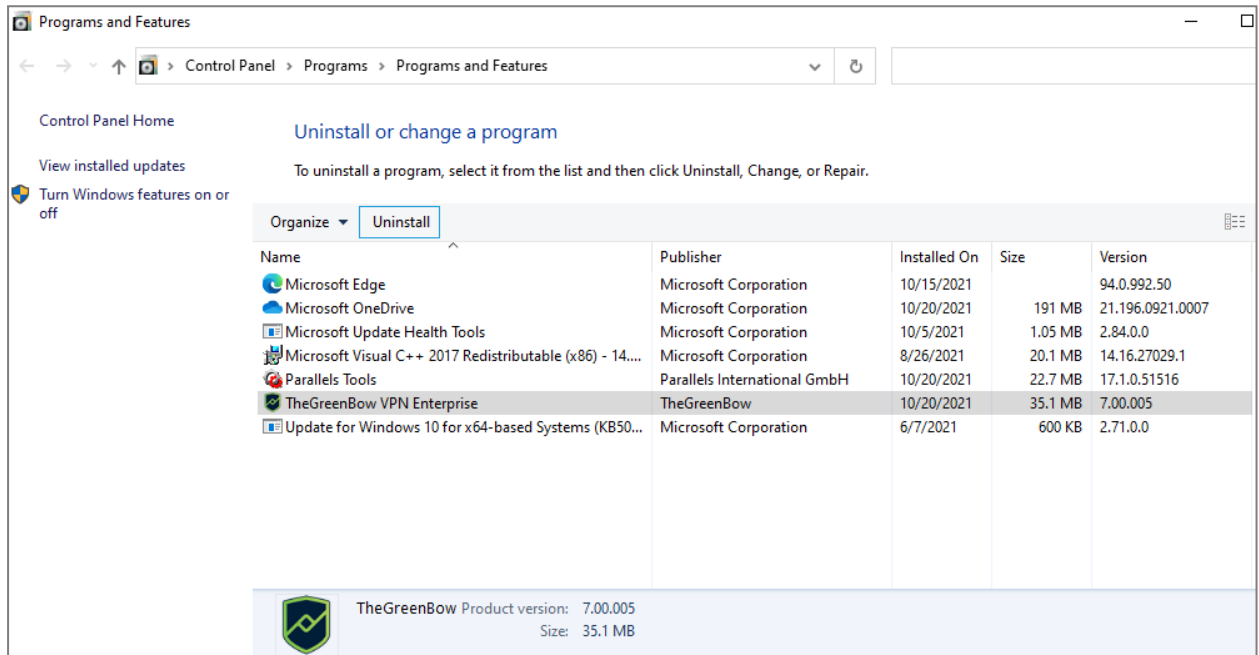 Programs and Features
Control Panel > Programs > Programs and Features
Control Panel Home
View installed updates
Turn Windows features on or
off
Uninstall or change a program
To uninstall a program, select it from the list and then click Uninstall, Change, or Repair.
Organize Uninstall
Name Publisher Installed On Size Version
Microsoft Edge Microsoft Corporation 10/15/2021 94.0.992.50
Microsoft OneDrive Microsoft Corporation 10/20/2021 191 MB 21.196.0921.0007
Microsoft Update Health Tools Microsoft Corporation 10/5/2021 1.05 MB 2.84.0.0
Microsoft Visual C++ 2017 Redistributable (x86) - 14.... Microsoft Corporation 8/26/2021 20.1 MB 14.16.27029.1
Parallels Tools Parallels International GmbH 10/20/2021 22.7 MB 17.1.0.51516
TheGreenBow VPN Enterprise TheGreenBow 10/20/2021 35.1 MB 7.00.005
Update for Windows 10 for x64-based Systems (KB50... Microsoft Corporation 6/7/2021 600 KB 2.71.0.0
TheGreenBow Product version: 7.00.005
Size: 35.1 MB